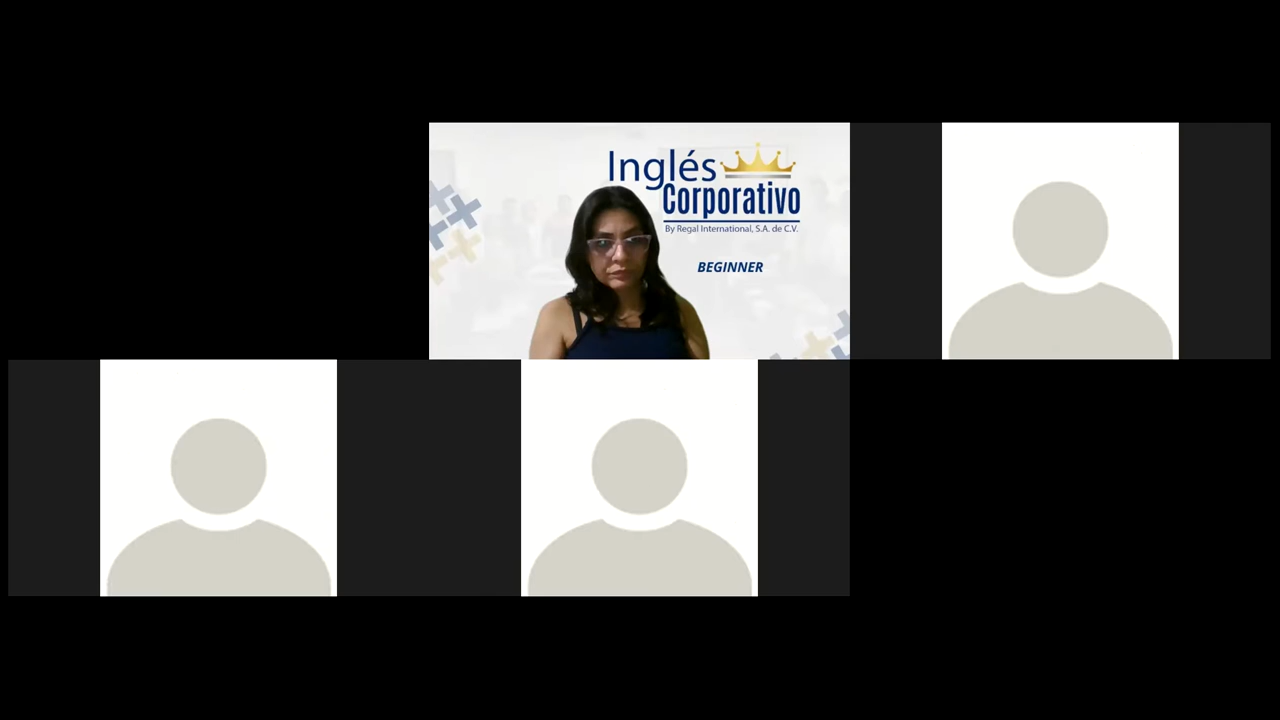 Inglés
Corporativo
By Regal International, S.A. de C.V.
BEGINNER